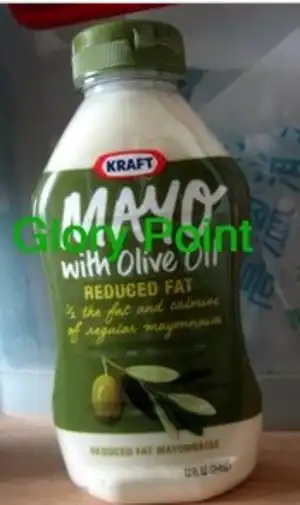 KRAFT
MAYO
Glory Point
with Olive Oil
REDUCED FAT
1/2 the fat and calories
of regular mayonnaise
REDUCED FAT MAYONNAISE